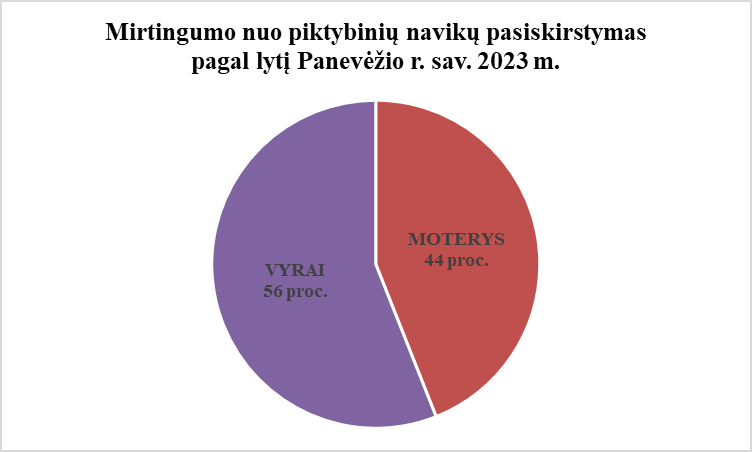 Mirtingumo nuo piktybinių navikų pasiskirstymas
pagal lytį Panevėžio r. sav. 2023 m.
MOTERYS
44 proc.
VYRAI
56 proc.